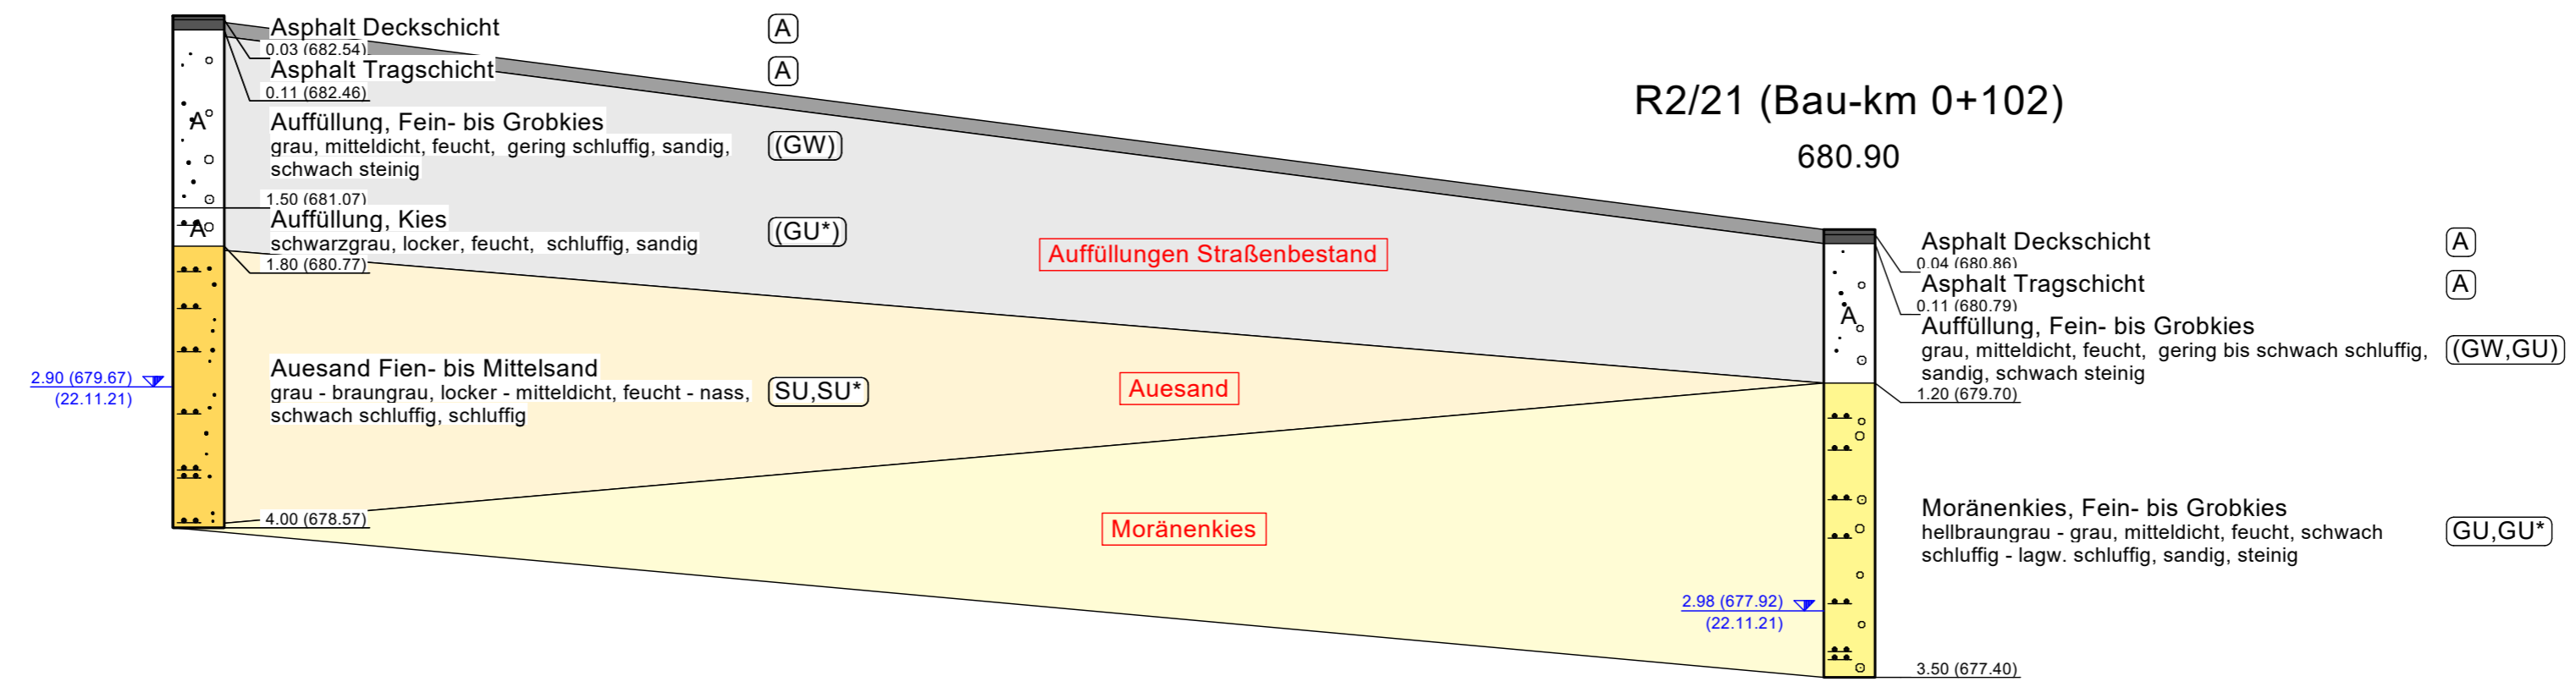 Asphalt Deckschicht A
0.03 (682.54)
Asphalt Tragschicht A
0.11 (682.46)
Auffüllung, Fein- bis Grobkies
grau, mitteldicht, feucht, gering schluffig, sandig, (GW)
schwach steinig
A
1.50 (681.07)
Auffüllung, Kies
schwarzgrau, locker, feucht, schluffig, sandig (GU*)
A
1.80 (680.77)
Auesand Fien- bis Mittelsand
grau - braungrau, locker - mitteldicht, feucht - nass, SU,SU*
schwach schluffig, schluffig
2.90 (679.67)
(22.11.21)
4.00 (678.57)
Auffüllungen Straßenbestand
Auesand
Moränenkies
R2/21 (Bau-km 0+102)
680.90
Asphalt Deckschicht A
0.04 (680.86)
Asphalt Tragschicht A
0.11 (680.79)
A
Auffüllung, Fein- bis Grobkies
grau, mitteldicht, feucht, gering bis schwach schluffig, (GW,GU)
sandig, schwach steinig
1.20 (679.70)
Moränenkies, Fein- bis Grobkies
hellbraungrau - grau, mitteldicht, feucht, schwach GU,GU*
schluffig - lagw. schluffig, sandig, steinig
2.98 (677.92)
(22.11.21)
3.50 (677.40)